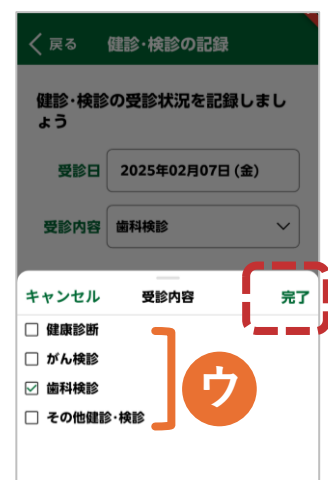 戻る 健診・検診の記録
健診・検診の受診状況を記録しまし
ょう
受診日 2025年02月07日 (金)
受診内容 歯科検診
キャンセル 受診内容 完了
健康診断
がん検診
歯科検診
その他健診・検診
ウ